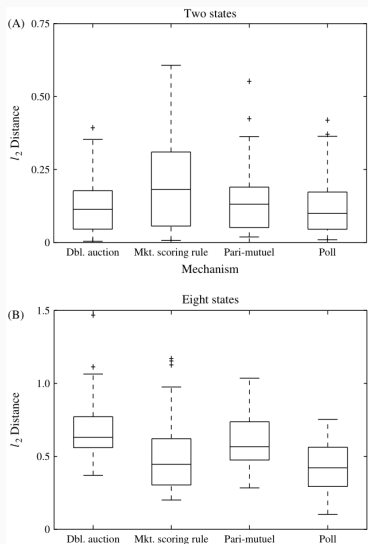 Two states
(A)
0.75
0.50
0.25
0
l2 Distance
Dbl. auction Mkt. scoring rule Pari-mutuel Poll
Mechanism
Eight states
(B)
1.5
1.0
0.5
0
l2 Distance
Dbl. auction Mkt. scoring rule Pari-mutuel Poll